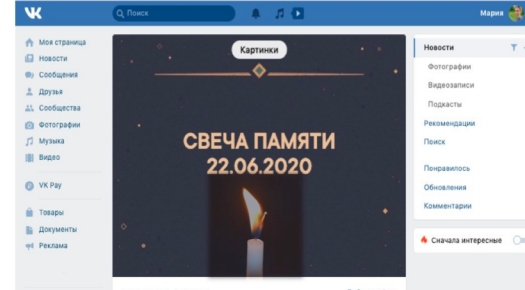 Поиск
Мария
Моя страница
Новости
Сообщения
Друзья
Сообщества
Фотографии
Музыка
Видео
VK Pay
Товары
Документы
Реклама
Картинки
СВЕЧА ПАМЯТИ
22.06.2020
Новости
Фотографии
Видеозаписи
Подкасты
Рекомендации
Поиск
Понравилось
Обновления
Комментарии
Сначала интересные